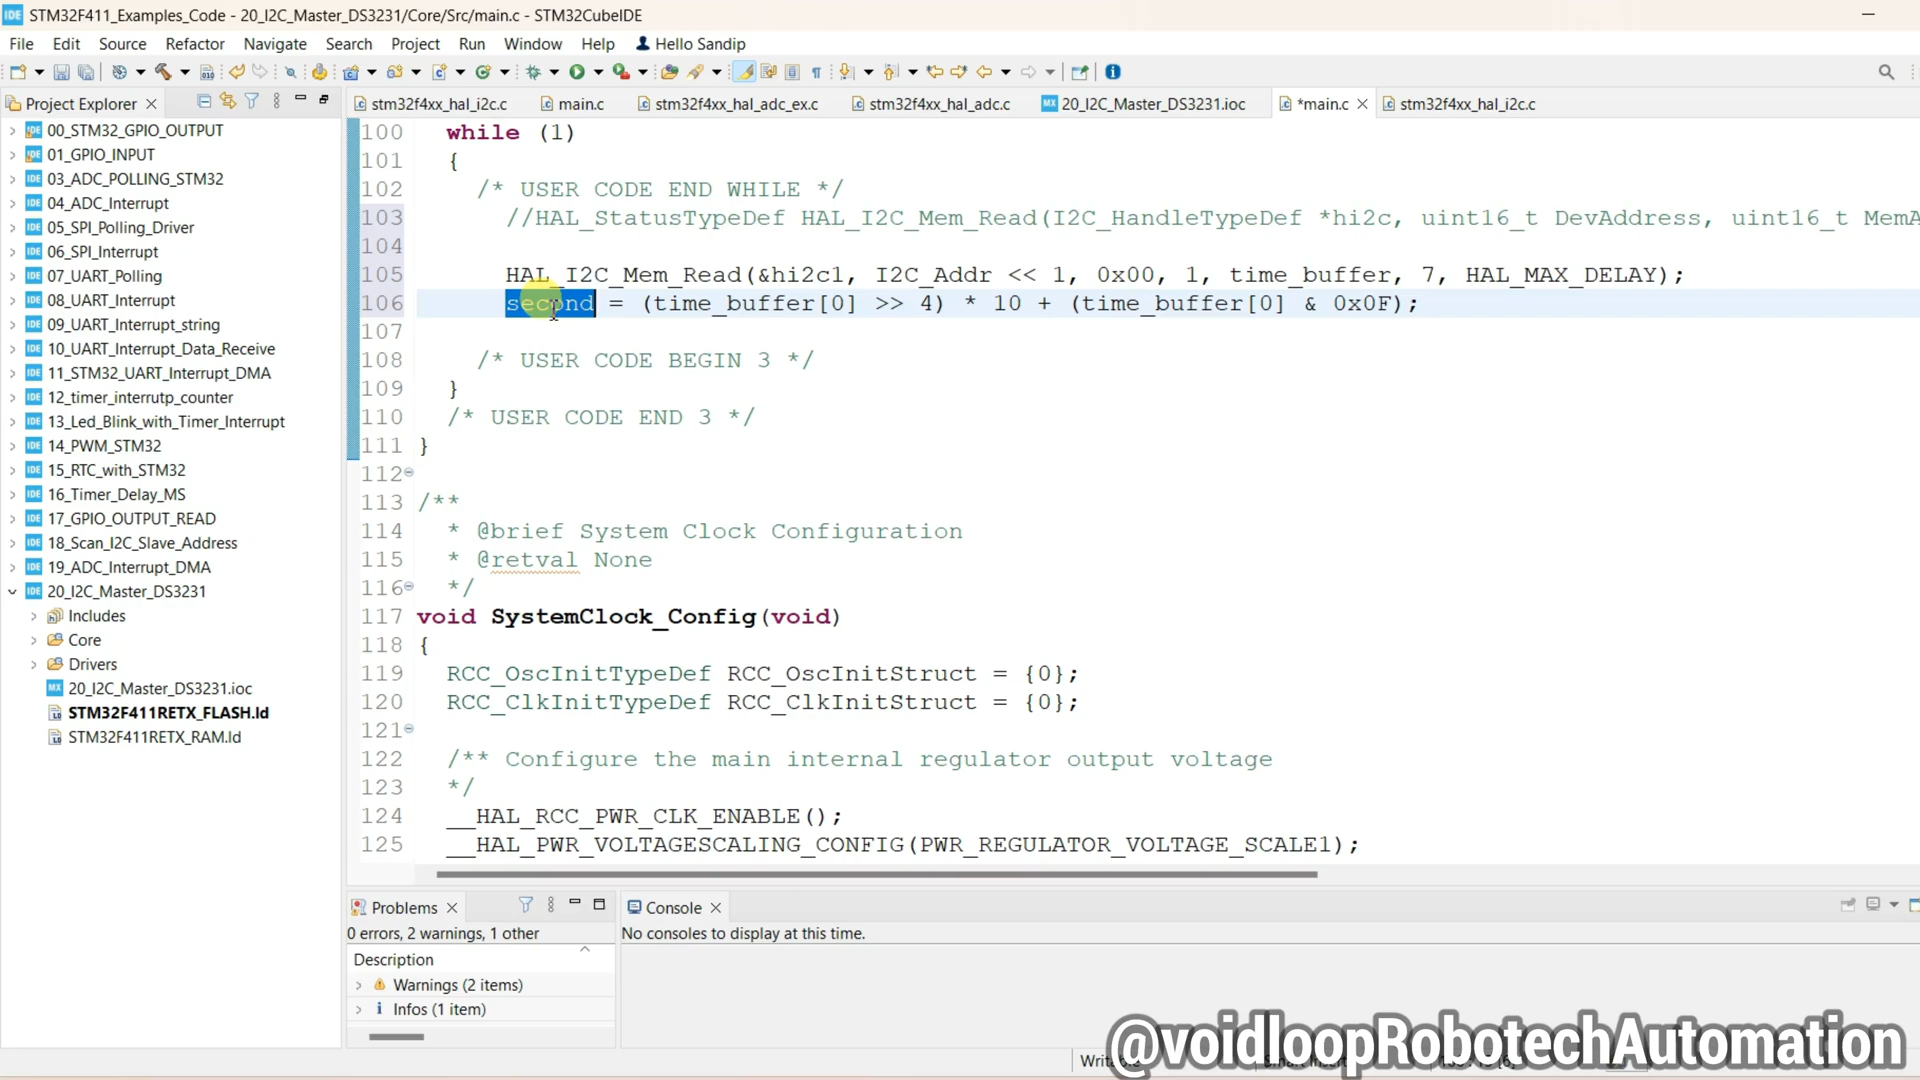 STM32F411_Examples_Code - 20_I2C_Master_DS3231/Core/Src/main.c - STM32CubeIDE
File Edit Source Refactor Navigate Search Project Run Window Help Hello Sandip
Project Explorer
00_STM32_GPIO_OUTPUT
01_GPIO_INPUT
03_ADC_POLLING_STM32
04_ADC_Interrupt
05_SPI_Polling_Driver
06_SPI_Interrupt
07_UART_Polling
08_UART_Interrupt
09_UART_Interrupt_string
10_UART_Interrupt_Data_Receive
11_STM32_UART_Interrupt_DMA
12_timer_interrutp_counter
13_Led_Blink_with_Timer_Interrupt
14_PWM_STM32
15_RTC_with_STM32
16_Timer_Delay_MS
17_GPIO_OUTPUT_READ
18_Scan_I2C_Slave_Address
19_ADC_Interrupt_DMA
20_I2C_Master_DS3231
Includes
Core
Drivers
20_I2C_Master_DS3231.ioc
STM32F411RETX_FLASH.ld
STM32F411RETX_RAM.ld
stm32f4xx_hal_i2c.c main.c stm32f4xx_hal_adc_ex.c stm32f4xx_hal_adc.c 20_I2C_Master_DS3231.ioc *main.c stm32f4xx_hal_i2c.c
100 while (1)
101 {
102 /* USER CODE END WHILE */
103 //HAL_StatusTypeDef HAL_I2C_Mem_Read(I2C_HandleTypeDef *hi2c, uint16_t DevAddress, uint16_t MemA
104
105 HAL_I2C_Mem_Read(&hi2c1, I2C_Addr << 1, 0x00, 1, time_buffer, 7, HAL_MAX_DELAY);
106 second = (time_buffer[0] >> 4) * 10 + (time_buffer[0] & 0x0F);
107
108 /* USER CODE BEGIN 3 */
109 }
110 /* USER CODE END 3 */
111 }
112
113 /**
114 * @brief System Clock Configuration
115 * @retval None
116 */
117 void SystemClock_Config(void)
118 {
119 RCC_OscInitTypeDef RCC_OscInitStruct = {0};
120 RCC_ClkInitTypeDef RCC_ClkInitStruct = {0};
121
122 /** Configure the main internal regulator output voltage
123 */
124 __HAL_RCC_PWR_CLK_ENABLE();
125 __HAL_PWR_VOLTAGESCALING_CONFIG(PWR_REGULATOR_VOLTAGE_SCALE1);
Problems
0 errors, 2 warnings, 1 other
Description
Warnings (2 items)
Infos (1 item)
Console
No consoles to display at this time.
@voidloopRobotechAutomation